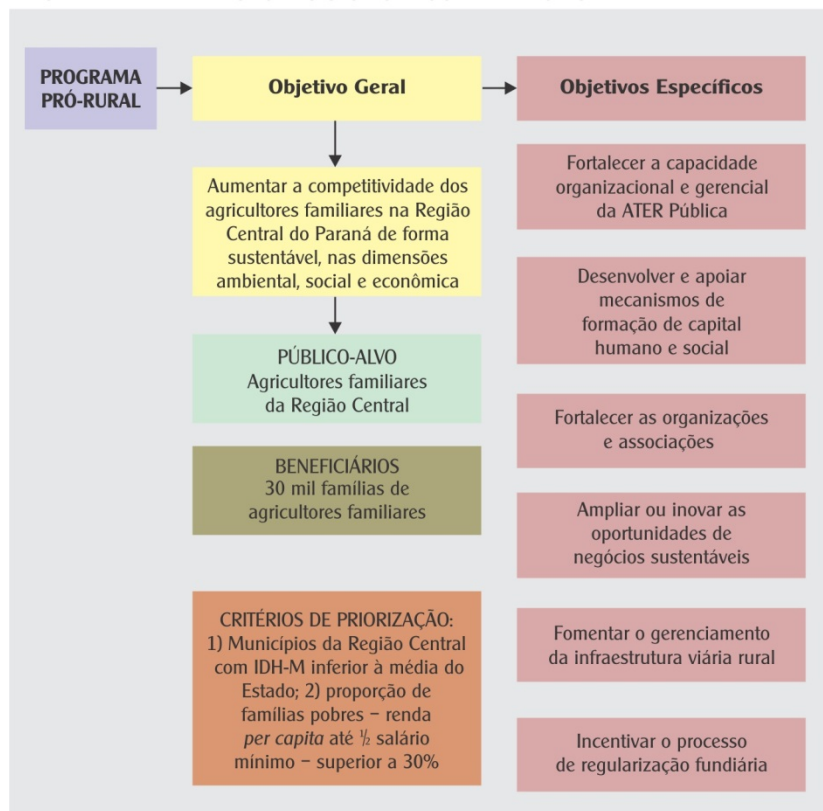 PROGRAMA
PRÓ-RURAL
Objetivo Geral
Aumentar a competitividade dos
agricultores familiares na Região
Central do Paraná de forma
sustentável, nas dimensões
ambiental, social e econômica
PÚBLICO-ALVO
Agricultores familiares
da Região Central
BENEFICIÁRIOS
30 mil famílias de
agricultores familiares
CRITÉRIOS DE PRIORIZAÇÃO:
1) Municípios da Região Central
com IDH-M inferior à média do
Estado; 2) proporção de
famílias pobres – renda
per capita até ½ salário
mínimo – superior a 30%
Objetivos Específicos
Fortalecer a capacidade
organizacional e gerencial
da ATER Pública
Desenvolver e apoiar
mecanismos de
formação de capital
humano e social
Fortalecer as organizações
e associações
Ampliar ou inovar as
oportunidades de
negócios sustentáveis
Fomentar o gerenciamento
da infraestrutura viária rural
Incentivar o processo
de regularização fundiária